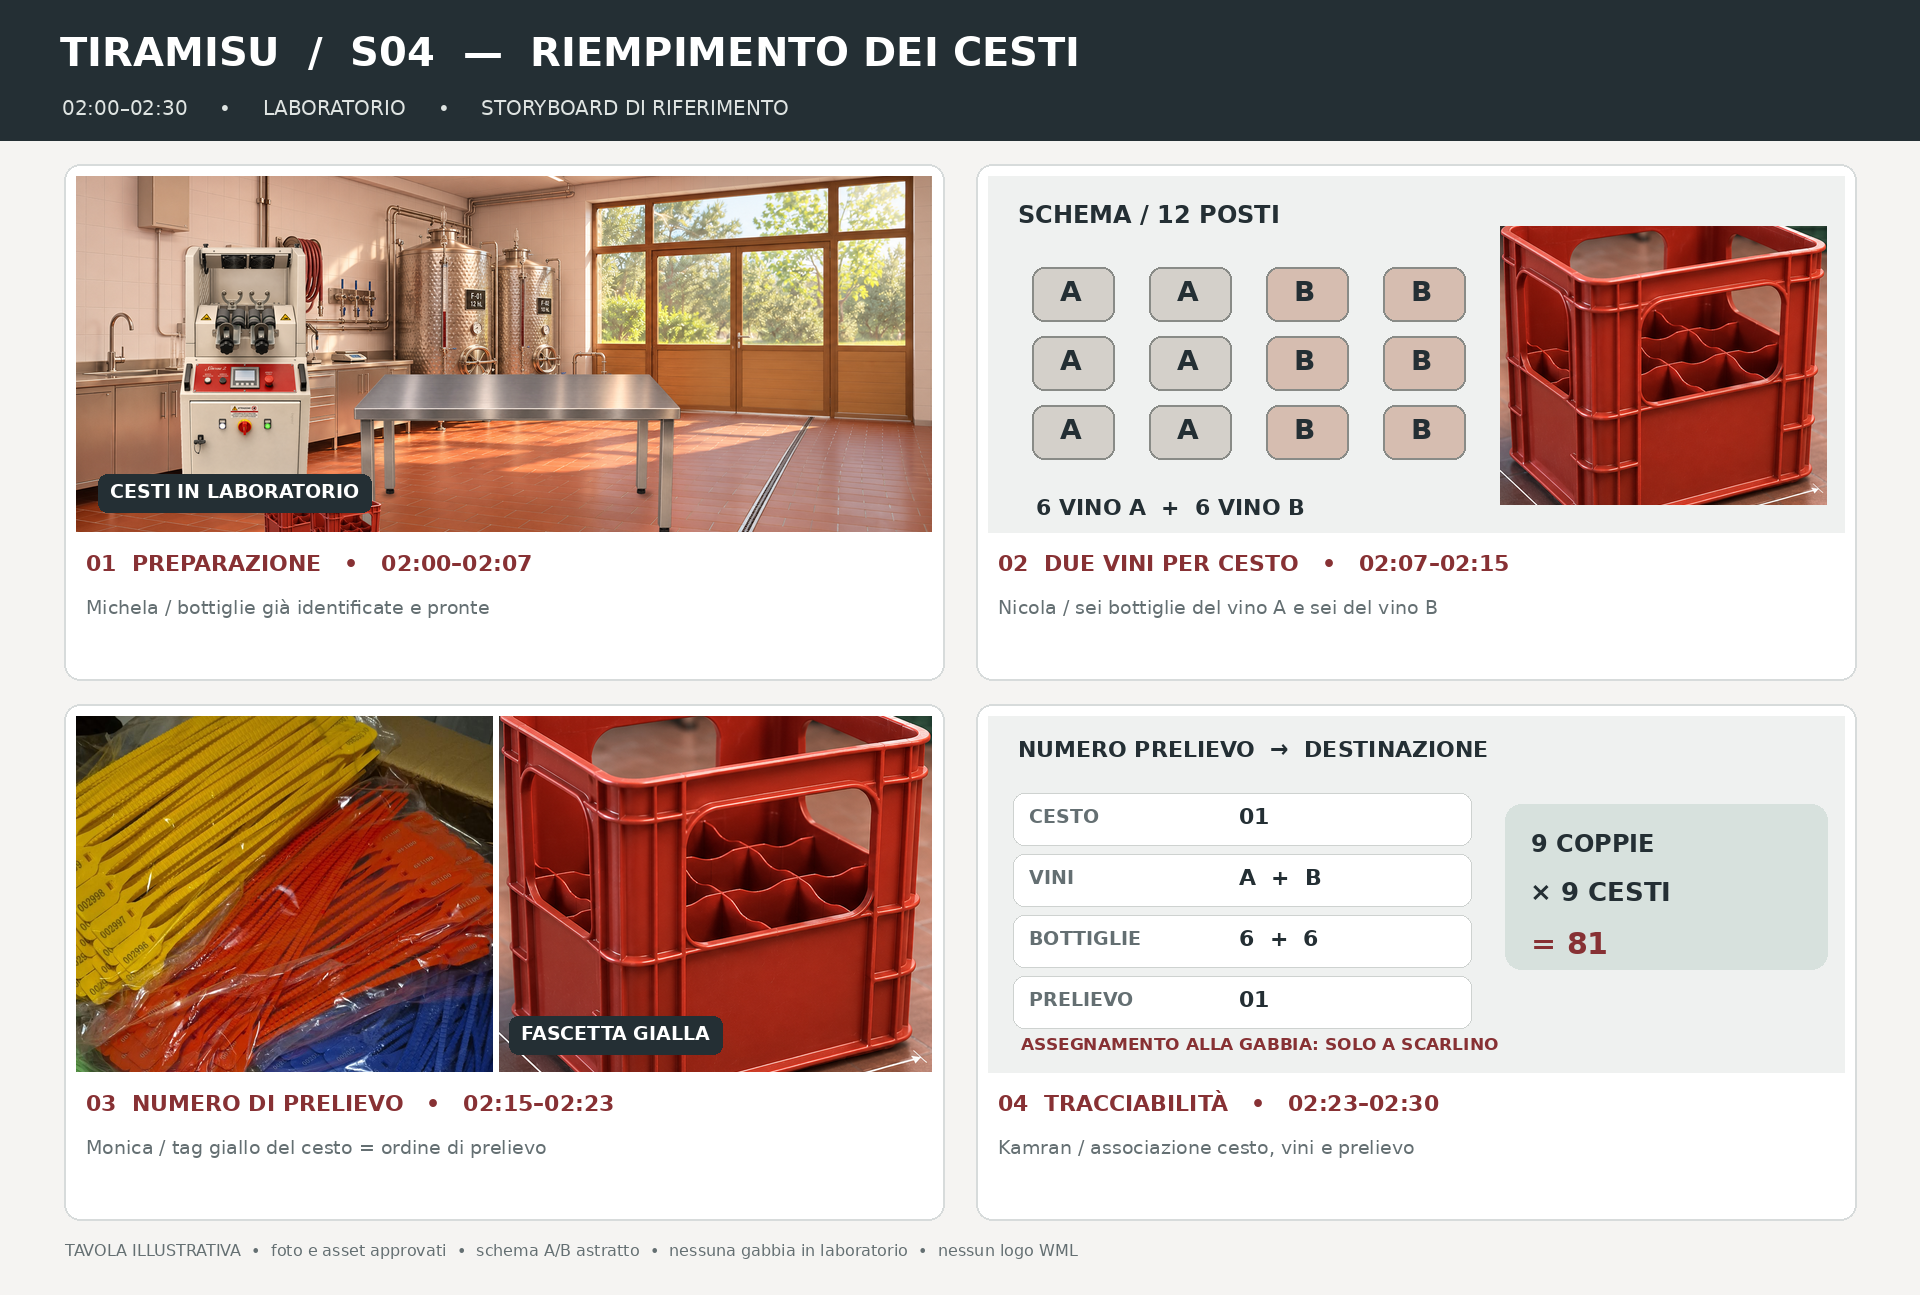 TIRAMISU / S04 — RIEMPIMENTO DEI CESTI
02:00–02:30 • LABORATORIO • STORYBOARD DI RIFERIMENTO
F-01
12 HL
CESTI IN LABORATORIO
01 PREPARAZIONE • 02:00–02:07
Michela / bottiglie già identificate e pronte
SCHEMA / 12 POSTI
A A B B
A A B B
A A B B
6 VINO A + 6 VINO B
02 DUE VINI PER CESTO • 02:07–02:15
Nicola / sei bottiglie del vino A e sei del vino B
002998
002997
002996
FASCETTA GIALLA
03 NUMERO DI PRELIEVO • 02:15–02:23
Monica / tag giallo del cesto = ordine di prelievo
NUMERO PRELIEVO → DESTINAZIONE
CESTO 01
VINI A + B
BOTTIGLIE 6 + 6
PRELIEVO 01
9 COPPIE
× 9 CESTI
= 81
ASSEGNAMENTO ALLA GABBIA: SOLO A SCARLINO
04 TRACCIABILITÀ • 02:23–02:30
Kamran / associazione cesto, vini e prelievo
TAVOLA ILLUSTRATIVA • foto e asset approvati • schema A/B astratto • nessuna gabbia in laboratorio • nessun logo WML